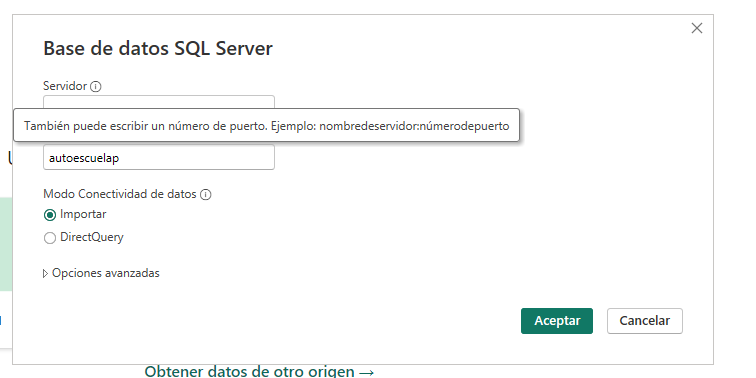 Base de datos SQL Server
Servidor
También puede escribir un número de puerto. Ejemplo: nombredeservidor:númerodepuerto
autoescuelap
Modo Conectividad de datos
Importar
DirectQuery
Opciones avanzadas
Aceptar Cancelar
Obtener datos de otro origen →